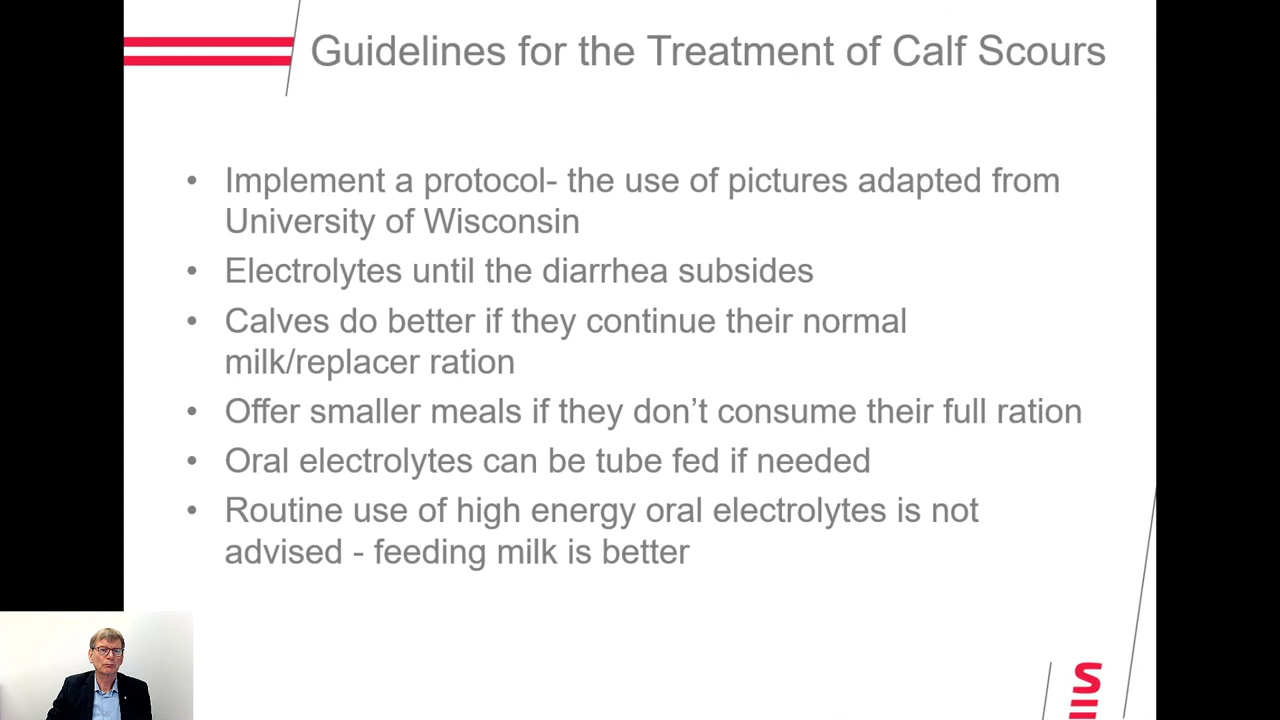 Guidelines for the Treatment of Calf Scours
• Implement a protocol- the use of pictures adapted from
University of Wisconsin
• Electrolytes until the diarrhea subsides
• Calves do better if they continue their normal
milk/replacer ration
• Offer smaller meals if they don’t consume their full ration
• Oral electrolytes can be tube fed if needed
• Routine use of high energy oral electrolytes is not
advised - feeding milk is better